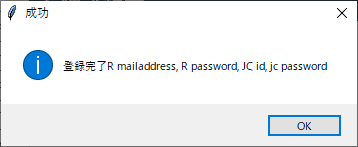 成功
登録完了R mailaddress, R password, JC id, jc password
OK